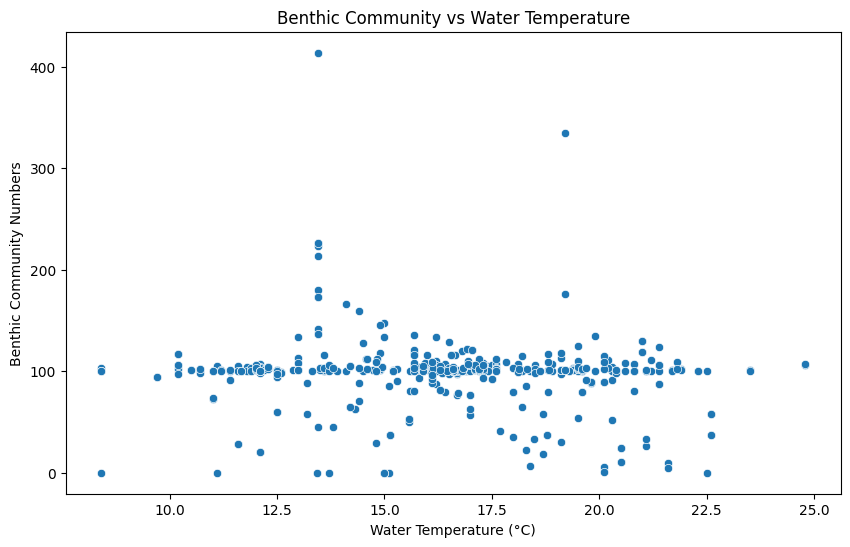 Benthic Community vs Water Temperature
400
300
200
100
0
Benthic Community Numbers
10.0 12.5 15.0 17.5 20.0 22.5 25.0
Water Temperature (°C)